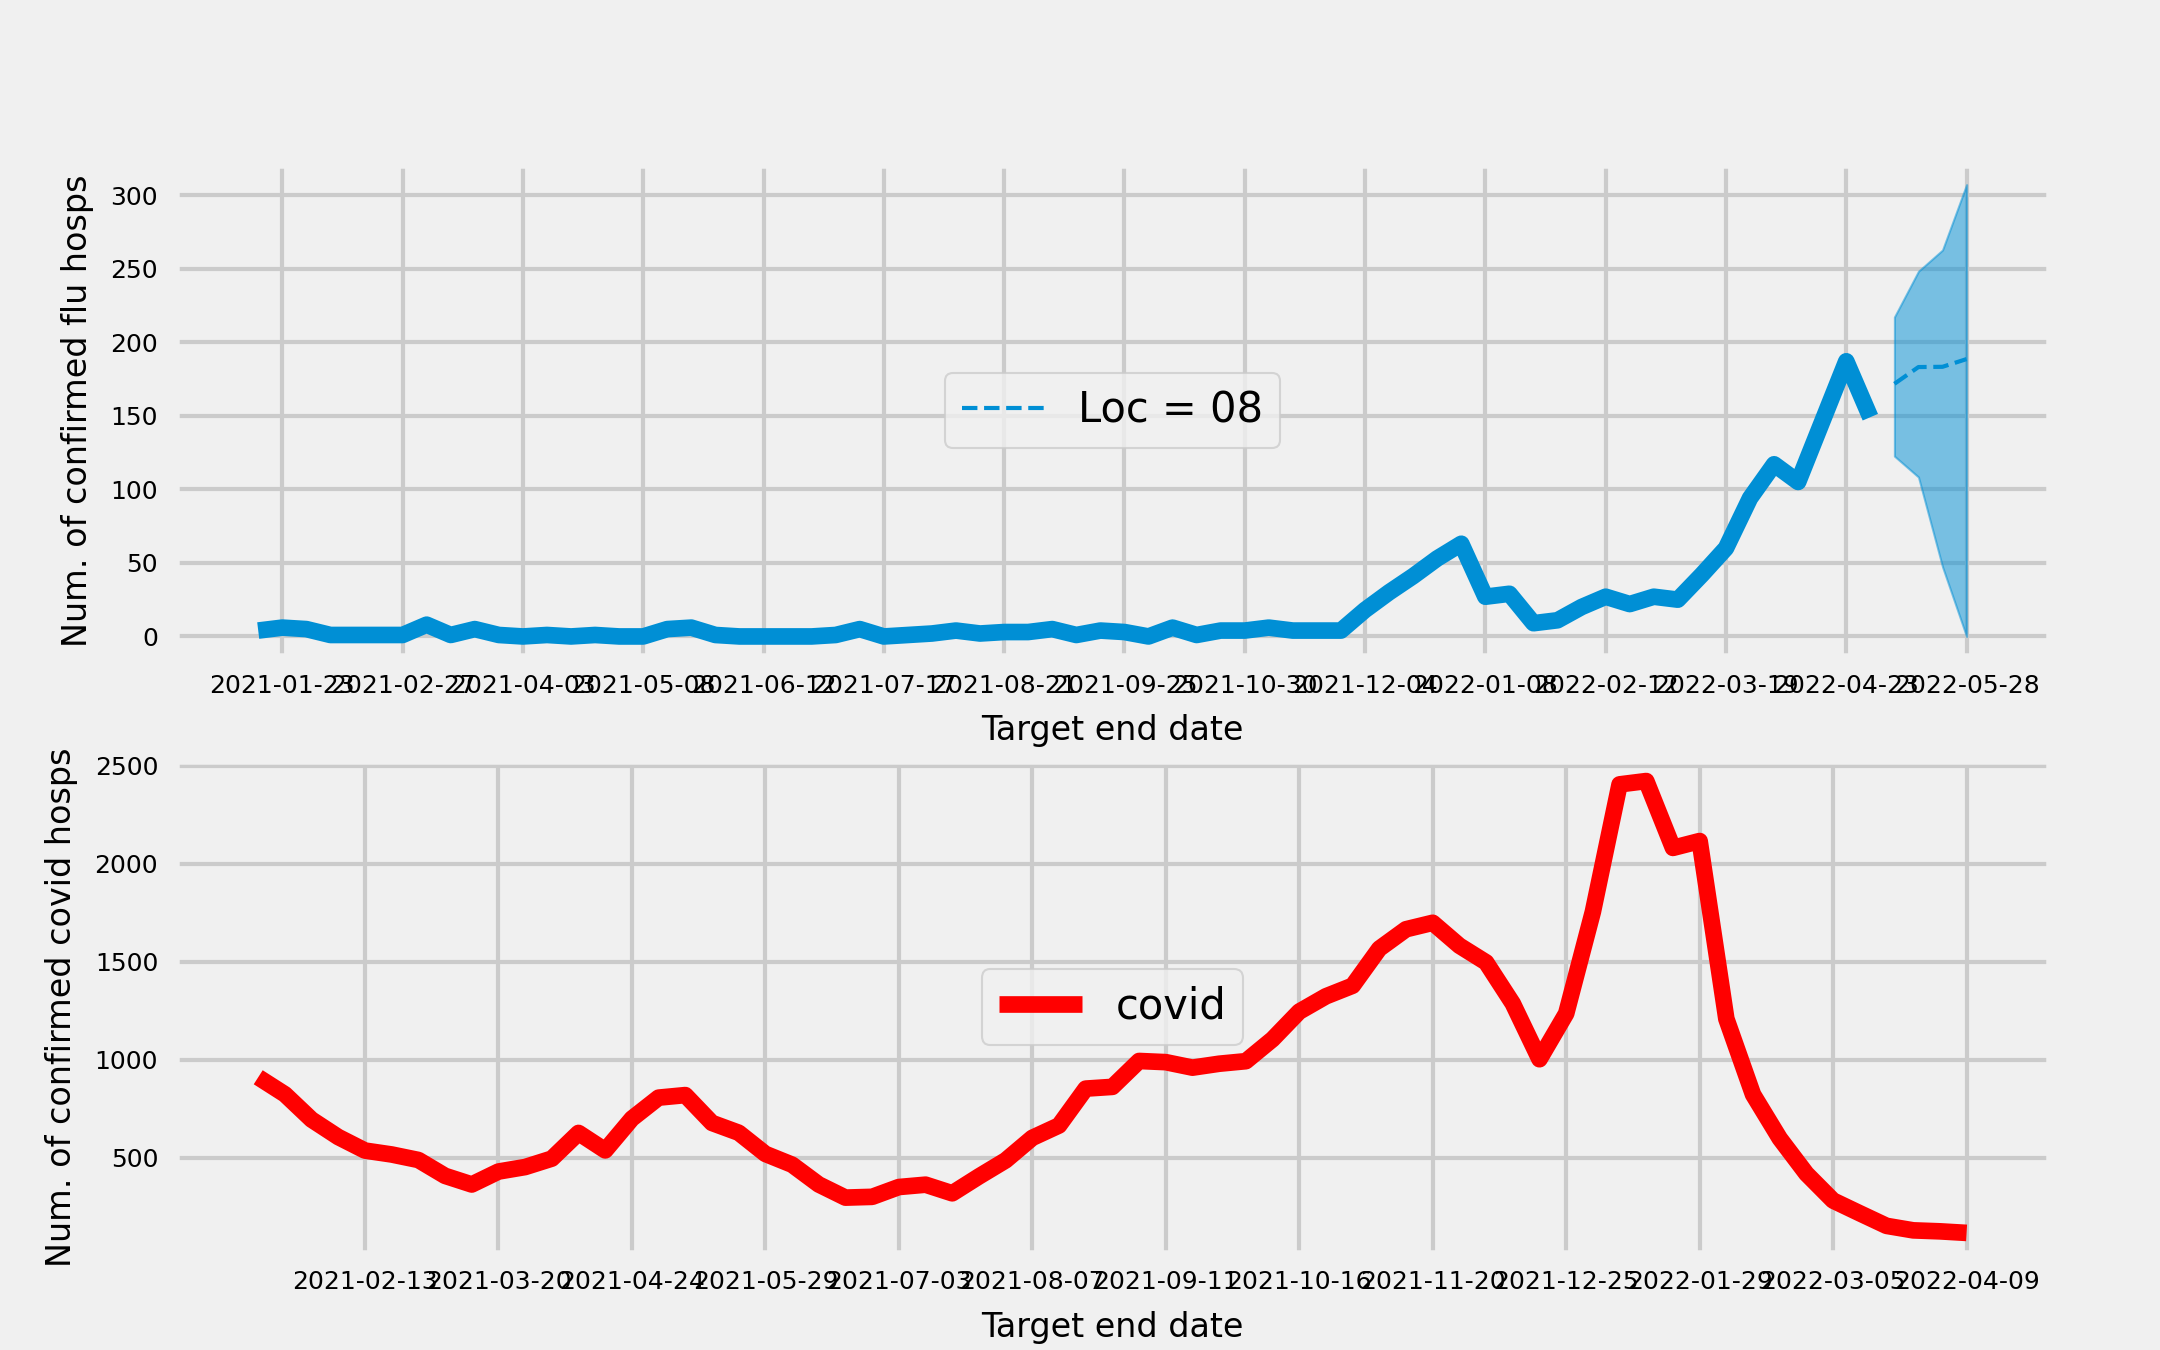 Num. of confirmed flu hosps
300
250
200
150
100
50
0
Loc = 08
2021-01-23 2021-02-27 2021-04-03 2021-05-08 2021-06-12 2021-07-17 2021-08-21 2021-09-25 2021-10-30 2021-12-04 2022-01-08 2022-02-12 2022-03-19 2022-04-23 2022-05-28
Target end date
Num. of confirmed covid hosps
2500
2000
1500
1000
500
covid
2021-02-13 2021-03-20 2021-04-24 2021-05-29 2021-07-03 2021-08-07 2021-09-11 2021-10-16 2021-11-20 2021-12-25 2022-01-29 2022-03-05 2022-04-09
Target end date